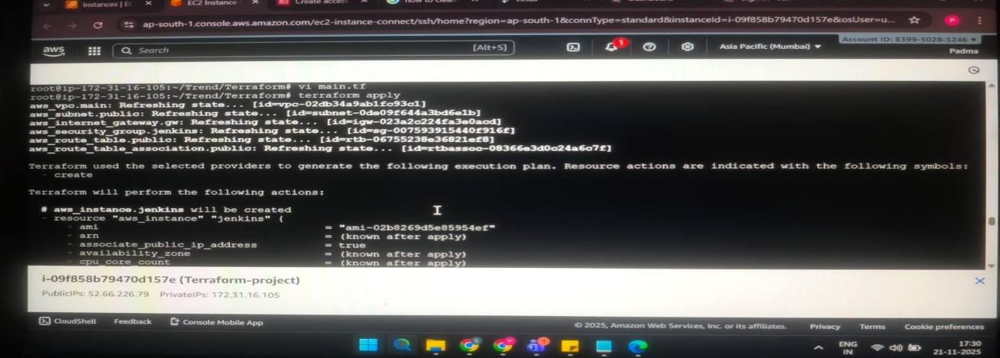 Instances | EC
EC2 Instance
Create access
ap-south-1.console.aws.amazon.com/ec2-instance-connect/ssh/home?region=ap-south-1&connType=standard&instanceId=i-09f858b79470d157e&osUser=u...
P
Account ID: 8399-5028-5246
aws
Search
[Alt+S]
1
Asia Pacific (Mumbai)
Padma
root@ip-172-31-16-105:~/Trend/Terraform# vi main.tf
root@ip-172-31-16-105:~/Trend/Terraform# terraform apply
aws_vpc.main: Refreshing state... [id=vpc-02db34a9ab1fc93c1]
aws_subnet.public: Refreshing state... [id=subnet-0de09f644a3bd6e1b]
aws_internet_gateway.gw: Refreshing state... [id=igw-023a2c224fa3e0acd]
aws_security_group.jenkins: Refreshing state... [id=sg-007593915440f916f]
aws_route_table.public: Refreshing state... [id=rtb-06755238e36821ef8]
aws_route_table_association.public: Refreshing state... [id=rtbassoc-08366e3d0c24a6c7f]
Terraform used the selected providers to generate the following execution plan. Resource actions are indicated with the following symbols:
+ create
Terraform will perform the following actions:
# aws_instance.jenkins will be created
+ resource "aws_instance" "jenkins" {
+ ami = "ami-02b8269d5e85954ef"
+ arn = (known after apply)
+ associate_public_ip_address = true
+ availability_zone = (known after apply)
+ cpu_core_count = (known after apply)
i-09f858b79470d157e (Terraform-project)
PublicIPs: 52.66.226.79 PrivateIPs: 172.31.16.105
CloudShell Feedback Console Mobile App
© 2025, Amazon Web Services, Inc. or its affiliates. Privacy Terms Cookie preferences
ENG
IN
17:30
21-11-2025